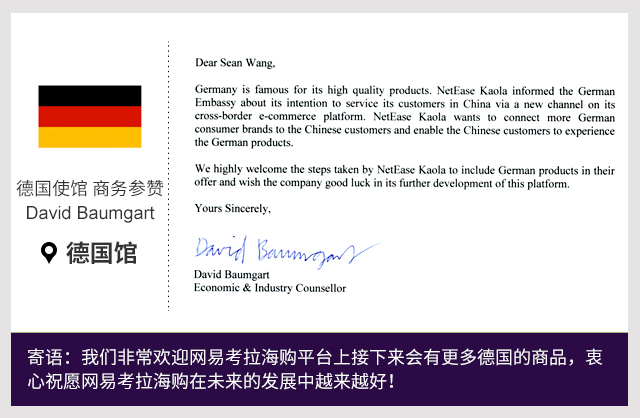 德国使馆 商务参赞
David Baumgart
德国馆
Dear Sean Wang,
Germany is famous for its high quality products. NetEase Kaola informed the German
Embassy about its intention to service its customers in China via a new channel on its
cross-border e-commerce platform. NetEase Kaola wants to connect more German
consumer brands to the Chinese customers and enable the Chinese customers to experience
the German products.
We highly welcome the steps taken by NetEase Kaola to include German products in their
offer and wish the company good luck in its further development of this platform.
Yours Sincerely,
David Baumgart
David Baumgart
Economic & Industry Counsellor
寄语：我们非常欢迎网易考拉海购平台上接下来会有更多德国的商品，衷
心祝愿网易考拉海购在未来的发展中越来越好！